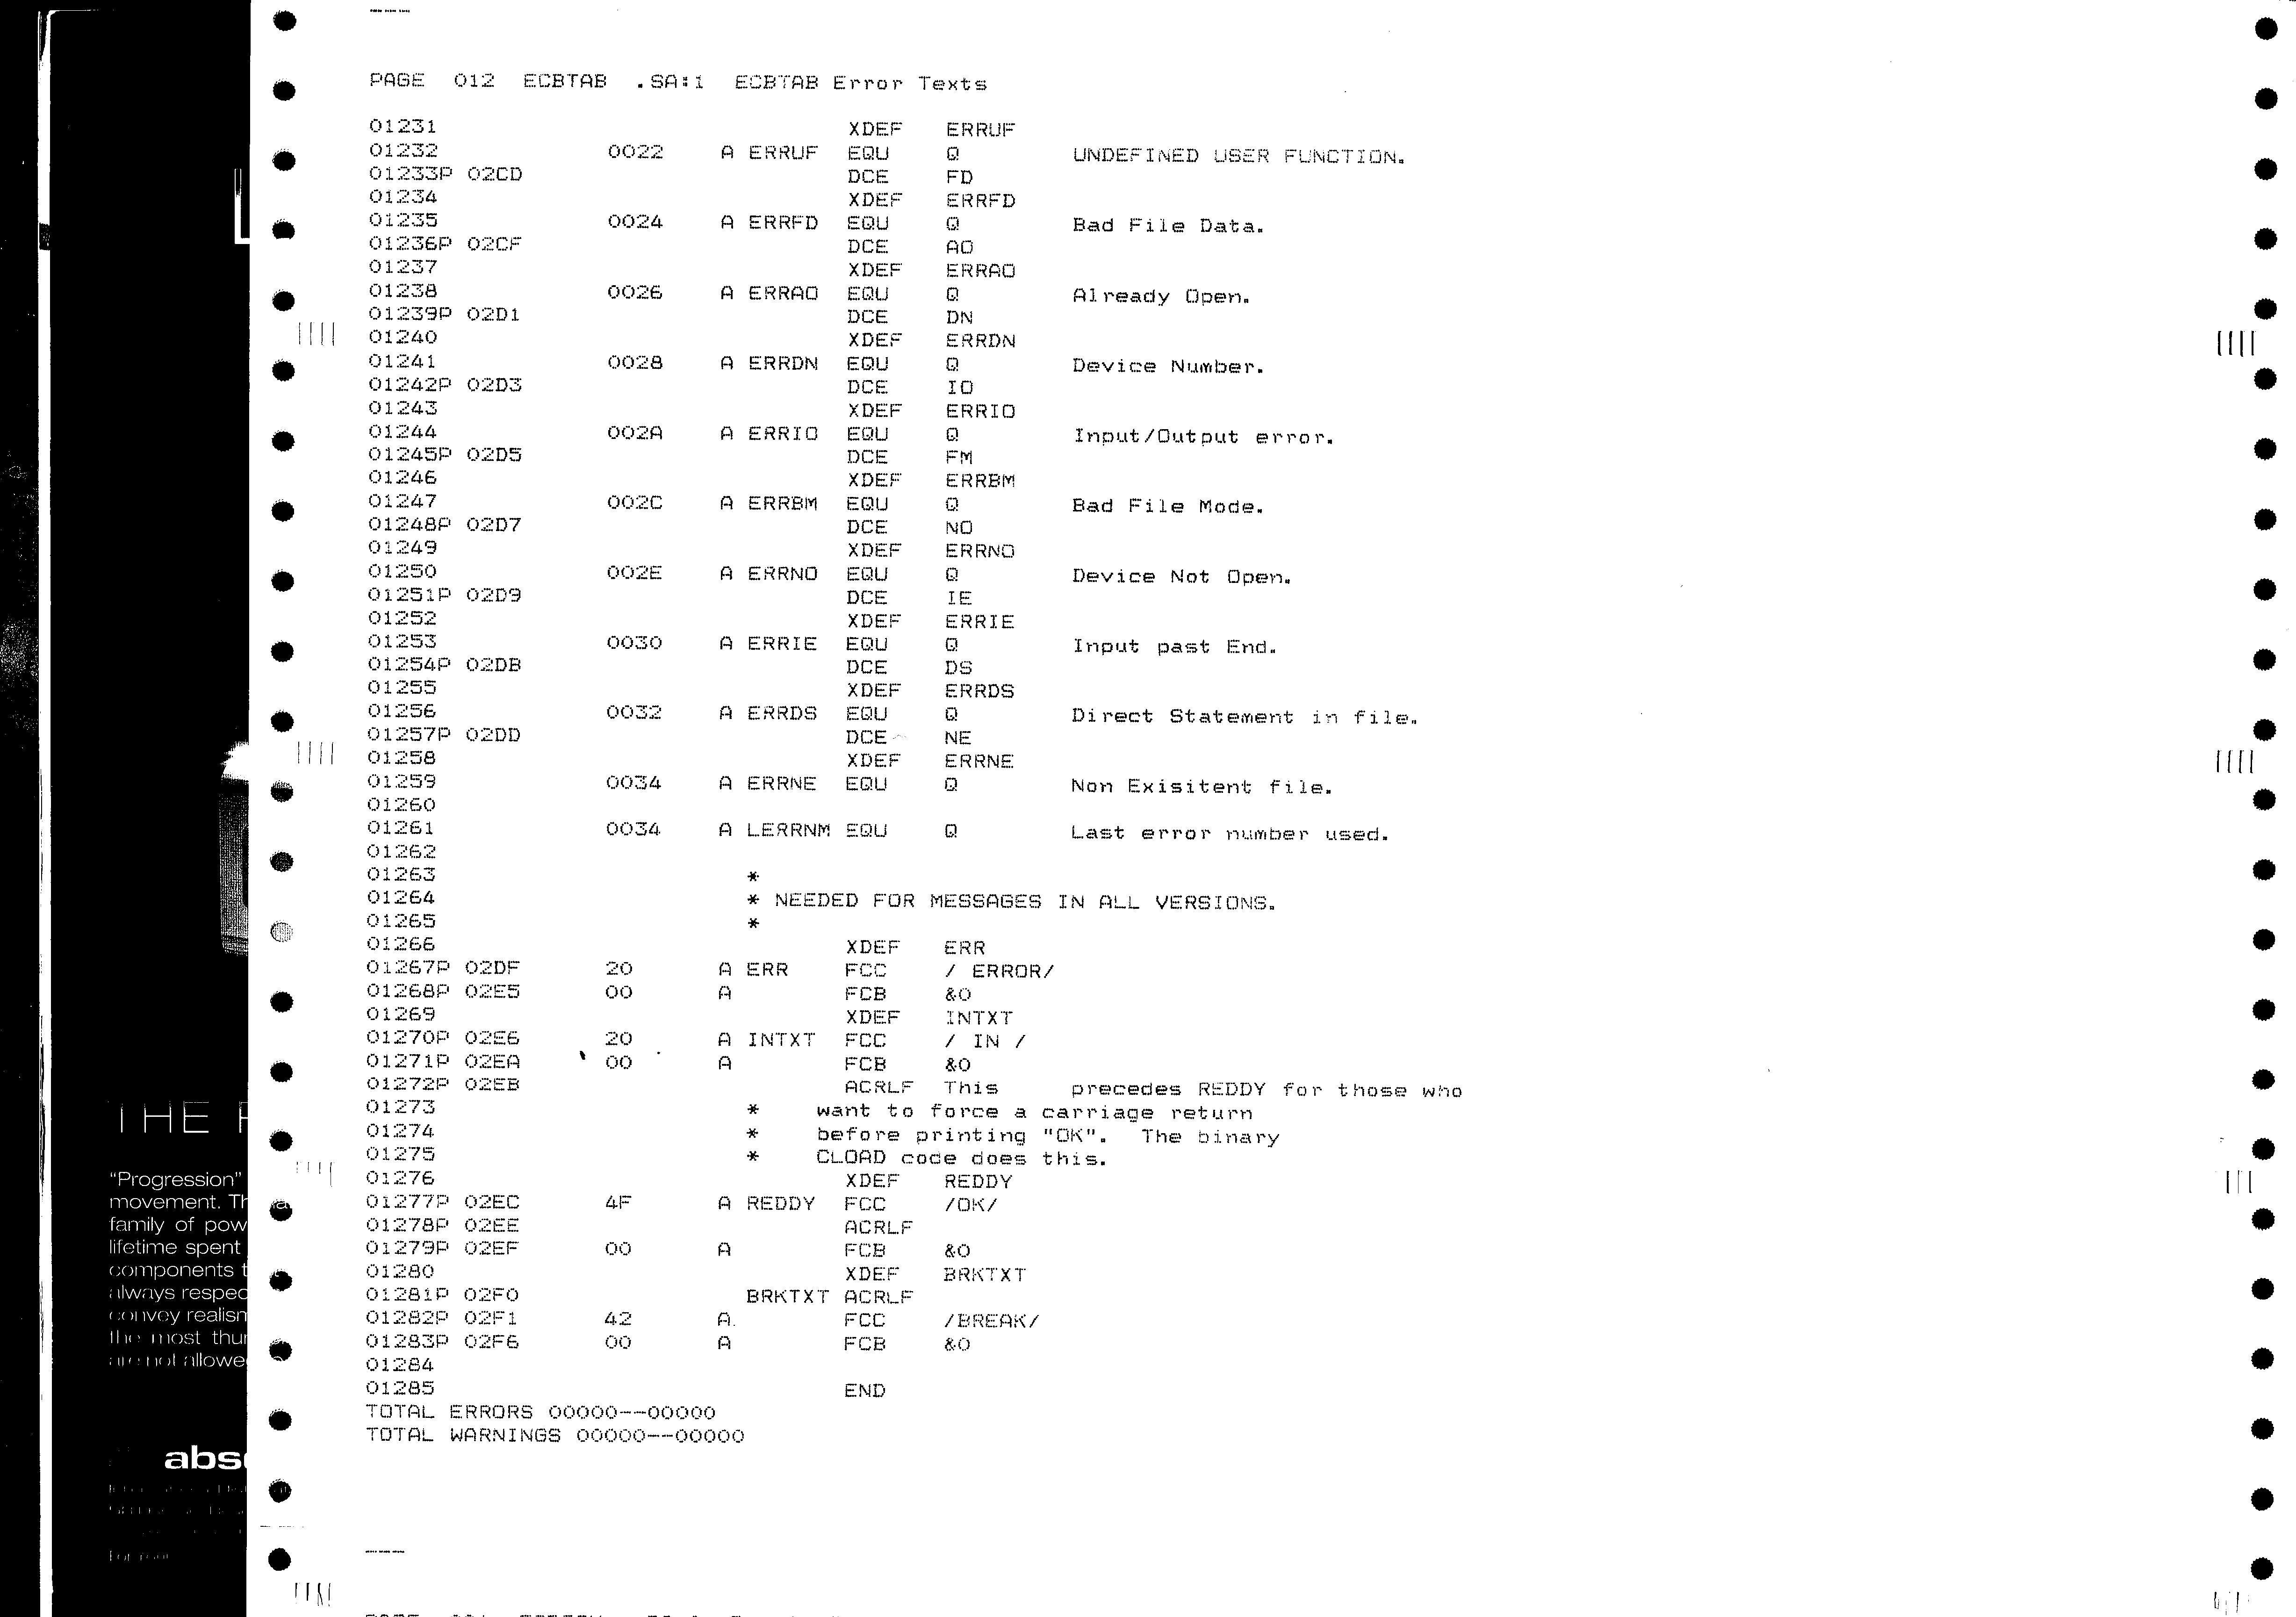 PAGE  012  ECBTAB  .SA:1  ECBTAB Error Texts
01231 XDEF ERRUF
01232 0022 A ERRUF EQU Q UNDEFINED USER FUNCTION.
01233P 02CD DCE FD
01234 XDEF ERRFD
01235 0024 A ERRFD EQU Q Bad File Data.
01236P 02CF DCE AO
01237 XDEF ERRAO
01238 0026 A ERRAO EQU Q Already Open.
01239P 02D1 DCE DN
01240 XDEF ERRDN
01241 0028 A ERRDN EQU Q Device Number.
01242P 02D3 DCE IO
01243 XDEF ERRIO
01244 002A A ERRIO EQU Q Input/Output error.
01245P 02D5 DCE FM
01246 XDEF ERRBM
01247 002C A ERRBM EQU Q Bad File Mode.
01248P 02D7 DCE NO
01249 XDEF ERRNO
01250 002E A ERRNO EQU Q Device Not Open.
01251P 02D9 DCE IE
01252 XDEF ERRIE
01253 0030 A ERRIE EQU Q Input past End.
01254P 02DB DCE DS
01255 XDEF ERRDS
01256 0032 A ERRDS EQU Q Direct Statement in file.
01257P 02DD DCE NE
01258 XDEF ERRNE
01259 0034 A ERRNE EQU Q Non Exisitent file.
01260
01261 0034 A LERRNM EQU Q Last error number used.
01262
01263 *
01264 * NEEDED FOR MESSAGES IN ALL VERSIONS.
01265 *
01266 XDEF ERR
01267P 02DF 20 A ERR FCC / ERROR/
01268P 02E5 00 A FCB &0
01269 XDEF INTXT
01270P 02E6 20 A INTXT FCC / IN /
01271P 02EA 00 A FCB &0
01272P 02EB ACRLF This precedes REDDY for those who
01273 * want to force a carriage return
01274 * before printing "OK". The binary
01275 * CLOAD code does this.
01276 XDEF REDDY
01277P 02EC 4F A REDDY FCC /OK/
01278P 02EE ACRLF
01279P 02EF 00 A FCB &0
01280 XDEF BRKTXT
01281P 02F0 BRKTXT ACRLF
01282P 02F1 42 A FCC /BREAK/
01283P 02F6 00 A FCB &0
01284
01285 END
TOTAL ERRORS 00000--00000
TOTAL WARNINGS 00000--00000
THE
"Progression"
movement.
family of pow
lifetime spent
components t
always respec
convey realism
the most thur
are not allowe
abs